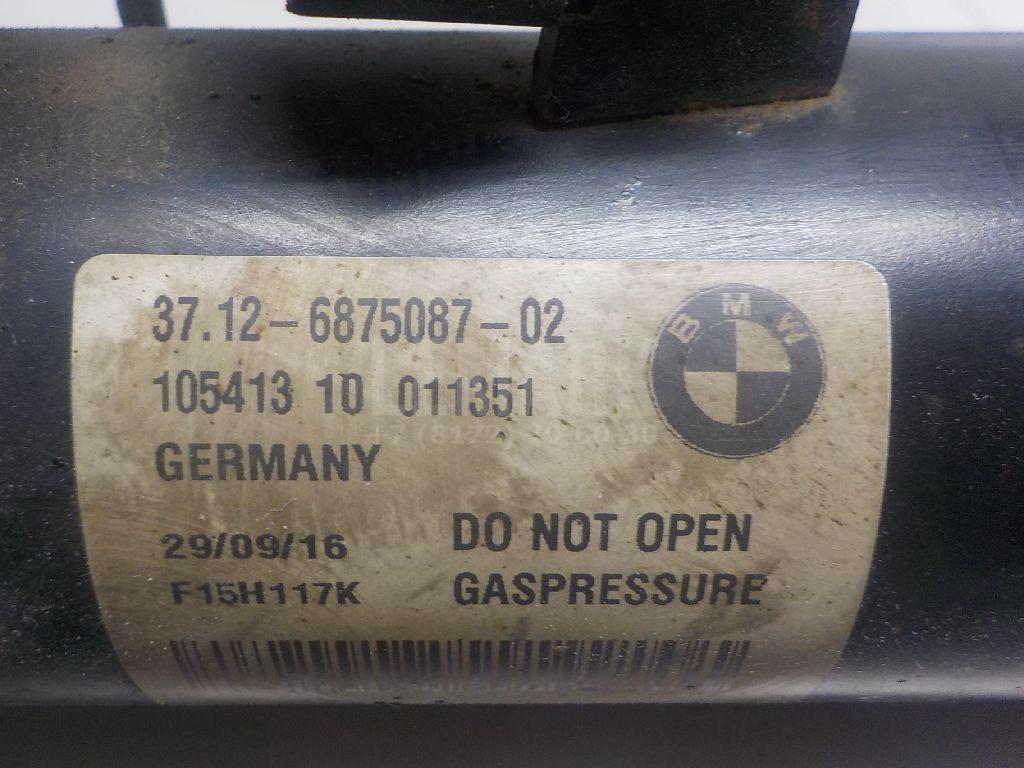 37.12-6875087-02
BMW
105413 10 011351
GERMANY
29/09/16
DO NOT OPEN
F15H117K
GASPRESSURE